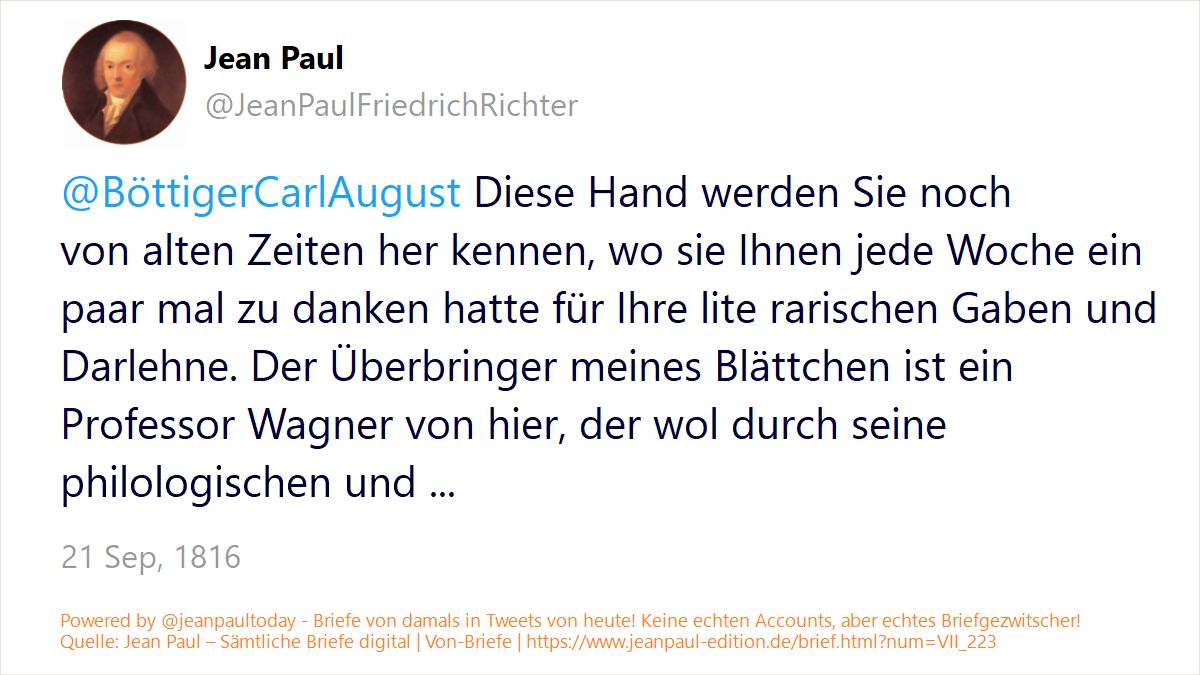 Jean Paul
@JeanPaulFriedrichRichter
@BöttigerCarlAugust Diese Hand werden Sie noch
von alten Zeiten her kennen, wo sie Ihnen jede Woche ein
paar mal zu danken hatte für Ihre lite rarischen Gaben und
Darlehne. Der Überbringer meines Blättchen ist ein
Professor Wagner von hier, der wol durch seine
philologischen und ...
21 Sep, 1816
Powered by @jeanpaultoday - Briefe von damals in Tweets von heute! Keine echten Accounts, aber echtes Briefgezwitscher!
Quelle: Jean Paul – Sämtliche Briefe digital | Von-Briefe | https://www.jeanpaul-edition.de/brief.html?num=VII_223